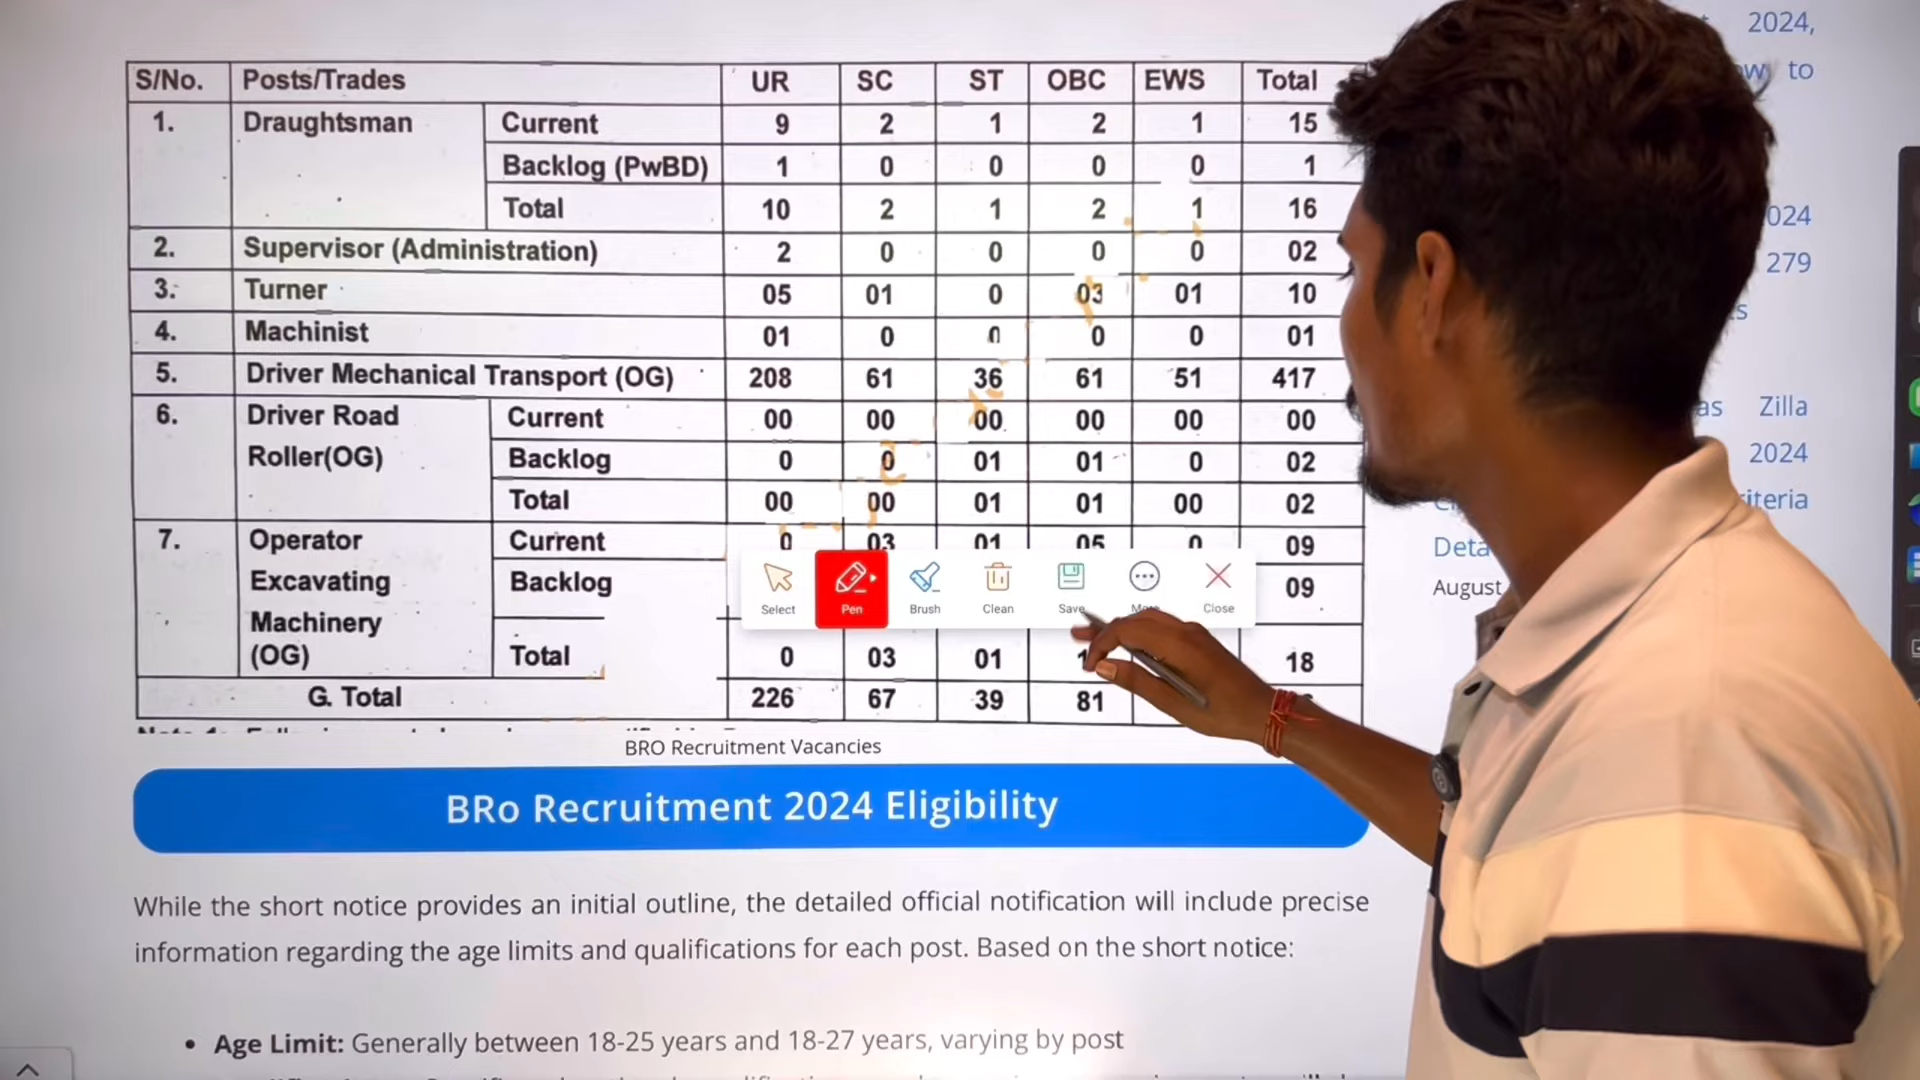 S/No. Posts/Trades UR SC ST OBC EWS Total
1. Draughtsman Current 9 2 1 2 1 15
Backlog (PwBD) 1 0 0 0 0 1
Total 10 2 1 2 1 16
2. Supervisor (Administration) 2 0 0 0 0 02
3. Turner 05 01 0 03 01 10
4. Machinist 01 0 0 0 0 01
5. Driver Mechanical Transport (OG) 208 61 36 61 51 417
6. Driver Road Current 00 00 00 00 00 00
Roller(OG) Backlog 0 0 01 01 0 02
Total 00 00 01 01 00 02
7. Operator Current 0 03 01 05 0 09
Excavating Backlog 09
Machinery
(OG) Total 0 03 01 18
G. Total 226 67 39 81
Select Pen Brush Clean Save More Close
BRO Recruitment Vacancies
BRo Recruitment 2024 Eligibility
While the short notice provides an initial outline, the detailed official notification will include precise
information regarding the age limits and qualifications for each post. Based on the short notice:
• Age Limit: Generally between 18-25 years and 18-27 years, varying by post
2024,
to
279
Zilla
2024
August